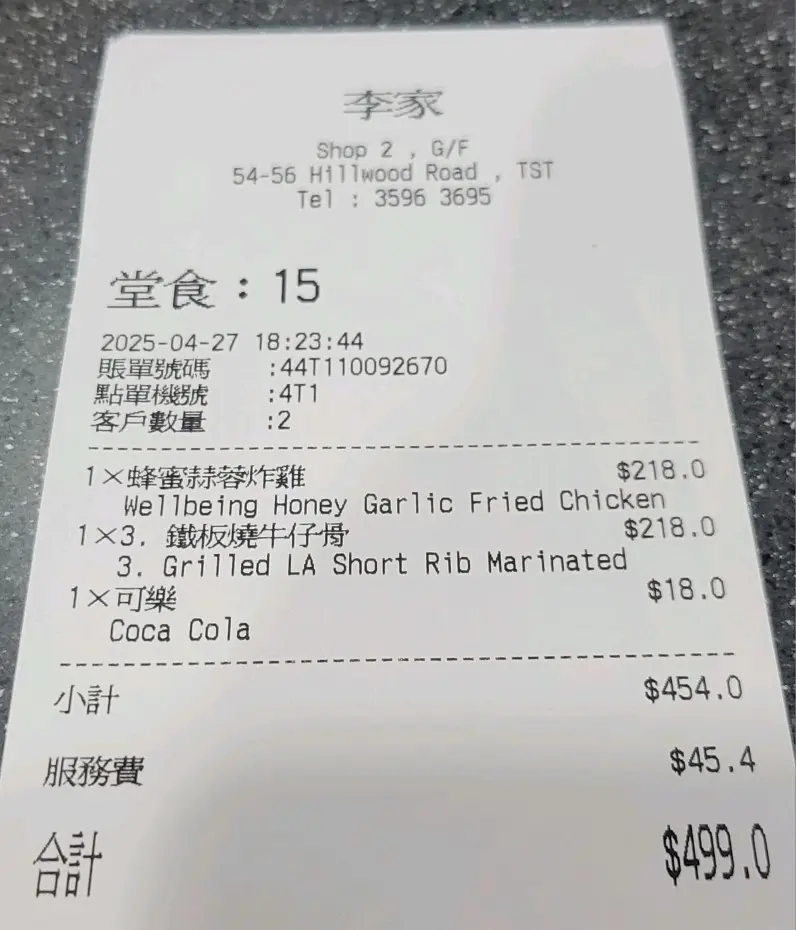 李家
Shop 2 , G/F
54-56 Hillwood Road , TST
Tel : 3596 3695
堂食：15
2025-04-27 18:23:44
賬單號碼 :44T110092670
點單機號 :4T1
客戶數量 :2
1×蜂蜜蒜蓉炸雞 $218.0
Wellbeing Honey Garlic Fried Chicken
1×3. 鐵板燒牛仔骨 $218.0
3. Grilled LA Short Rib Marinated
1×可樂 $18.0
Coca Cola
小計 $454.0
服務費 $45.4
合計 $499.0